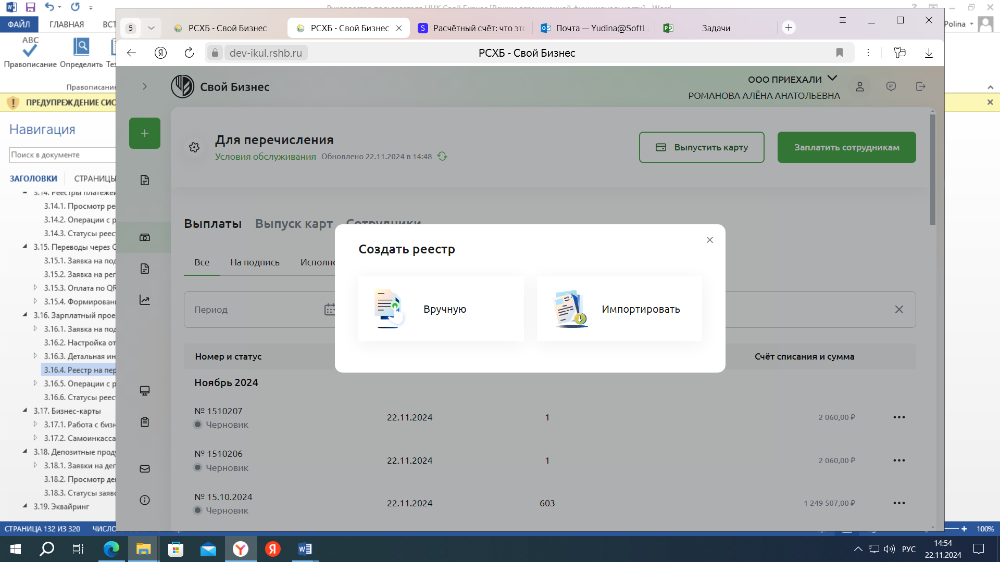 ФАЙЛ
ГЛАВНАЯ
ВСТ
Polina
ABC
Правописание
Определить
Тез
Правописание
ПРЕДУПРЕЖДЕНИЕ СИС
Навигация
Поиск в документе
ЗАГОЛОВКИ
СТРАНИЦЫ
3.14. Реестры платежей
3.14.1. Просмотр ре
3.14.2. Операции с р
3.14.3. Статусы реест
3.15. Переводы через С
3.15.1. Заявка на под
3.15.2. Заявка на рег
3.15.3. Оплата по QR
3.15.4. Формирован
3.16. Зарплатный прое
3.16.1. Заявка на под
3.16.2. Настройка от
3.16.3. Детальная ин
3.16.4. Реестр на пер
3.16.5. Операции с р
3.16.6. Статусы реест
3.17. Бизнес-карты
3.17.1. Работа с бизн
3.17.2. Самоинкасса
3.18. Депозитные проду
3.18.1. Заявки на деп
3.18.2. Просмотр де
3.18.3. Статусы заяво
3.19. Эквайринг
СТРАНИЦА 132 ИЗ 320
ЧИСЛО
100%
5
РСХБ - Свой Бизнес
РСХБ - Свой Бизнес
Расчётный счёт: что это
Почта — Yudina@SoftL
Задачи
dev-ikul.rshb.ru
РСХБ - Свой Бизнес
Свой Бизнес
ООО ПРИЕХАЛИ
РОМАНОВА АЛЁНА АНАТОЛЬЕВНА
Для перечисления
Условия обслуживания Обновлено 22.11.2024 в 14:48
Выпустить карту
Заплатить сотрудникам
Выплаты Выпуск карт Сотрудники
Все На подпись Исполне
Период
Номер и статус
Счёт списания и сумма
Создать реестр
Вручную
Импортировать
Ноябрь 2024
№ 1510207
Черновик
22.11.2024
1
2 060,00 ₽
№ 1510206
Черновик
22.11.2024
1
2 060,00 ₽
№ 15.10.2024
Черновик
22.11.2024
603
1 249 507,00 ₽
РУС
14:54
22.11.2024